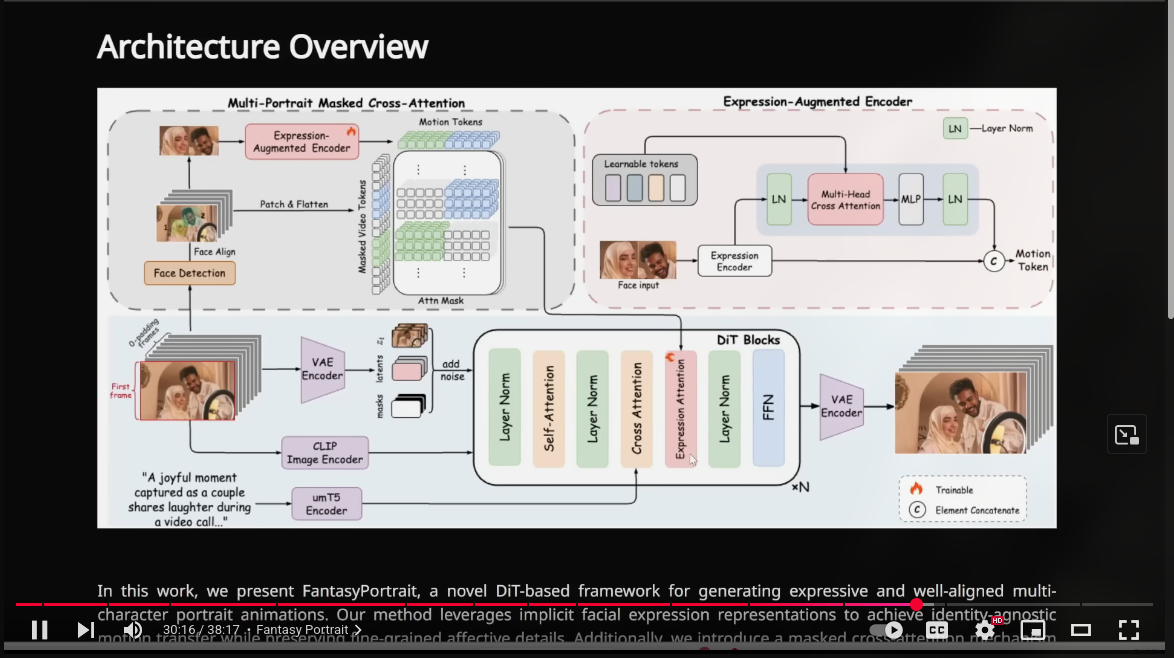 Architecture Overview
Multi-Portrait Masked Cross-Attention
Expression-
Augmented Encoder
Motion Tokens
Masked Video Tokens
Patch & Flatten
Face Align
Face Detection
Attn Mask
Expression-Augmented Encoder
LN
Layer Norm
Learnable tokens
LN
Multi-Head
Cross Attention
MLP
LN
Expression
Encoder
Face input
C
Motion
Token
0-padding
frames
First
frame
VAE
Encoder
latents
masks
add
noise
CLIP
Image Encoder
"A joyful moment
captured as a couple
shares laughter during
a video call..."
umT5
Encoder
DiT Blocks
Layer Norm
Self-Attention
Layer Norm
Cross Attention
Expression Attention
Layer Norm
FFN
×N
VAE
Encoder
Trainable
C
Element Concatenate
In this work, we present FantasyPortrait, a novel DiT-based framework for generating expressive and well-aligned multi-
character portrait animations. Our method leverages implicit facial expression representations to achieve identity-agnostic
motion transfer while preserving fine-grained affective details. Additionally, we introduce a masked cross-attention mechanism
30:16 / 38:17 • Fantasy Portrait
CC
HD